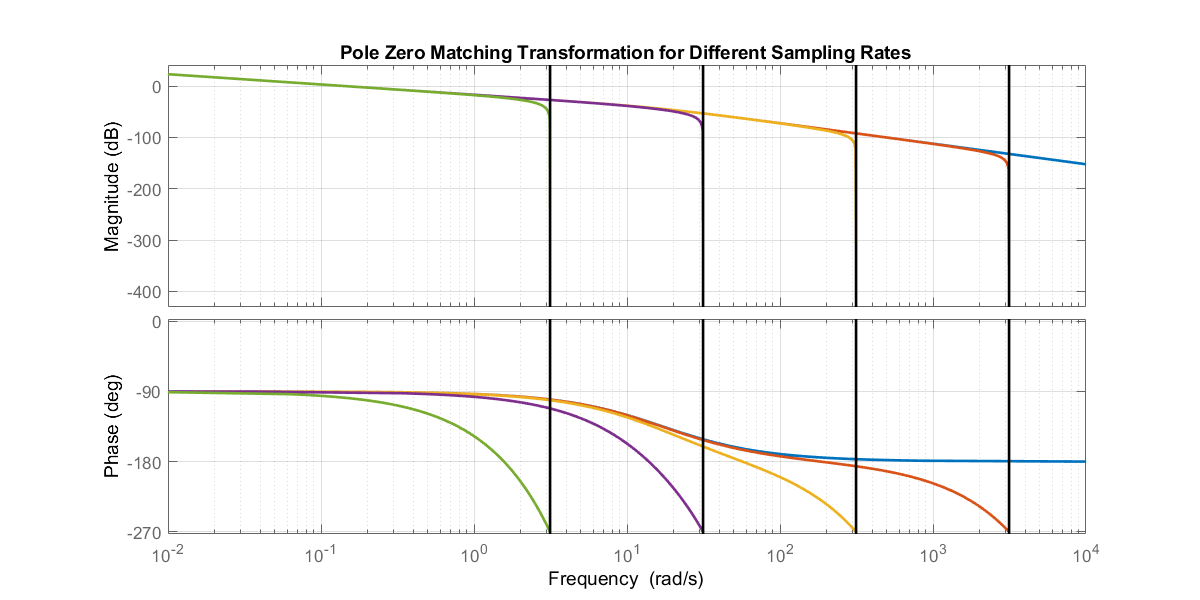 Pole Zero Matching Transformation for Different Sampling Rates
Magnitude (dB)
0
-100
-200
-300
-400
Phase (deg)
0
-90
-180
-270
10^-2 10^-1 10^0 10^1 10^2 10^3 10^4
Frequency (rad/s)